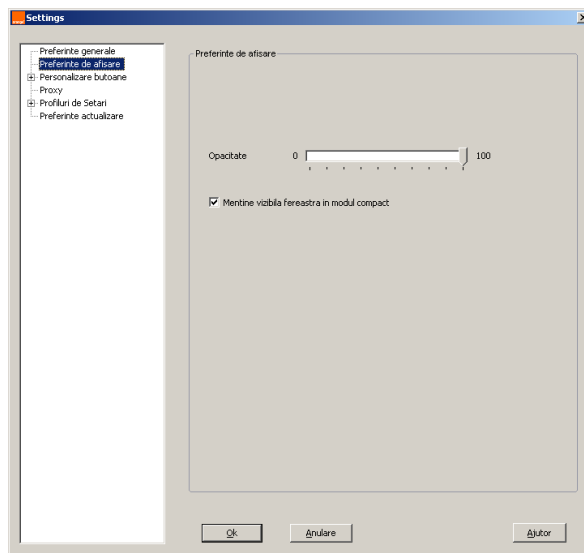 Settings
Preferinte generale
Preferinte de afisare
Personalizare butoane
Proxy
Profiluri de Setari
Preferinte actualizare
Preferinte de afisare
Opacitate 0 100
Mentine vizibila fereastra in modul compact
Ok Anulare Ajutor